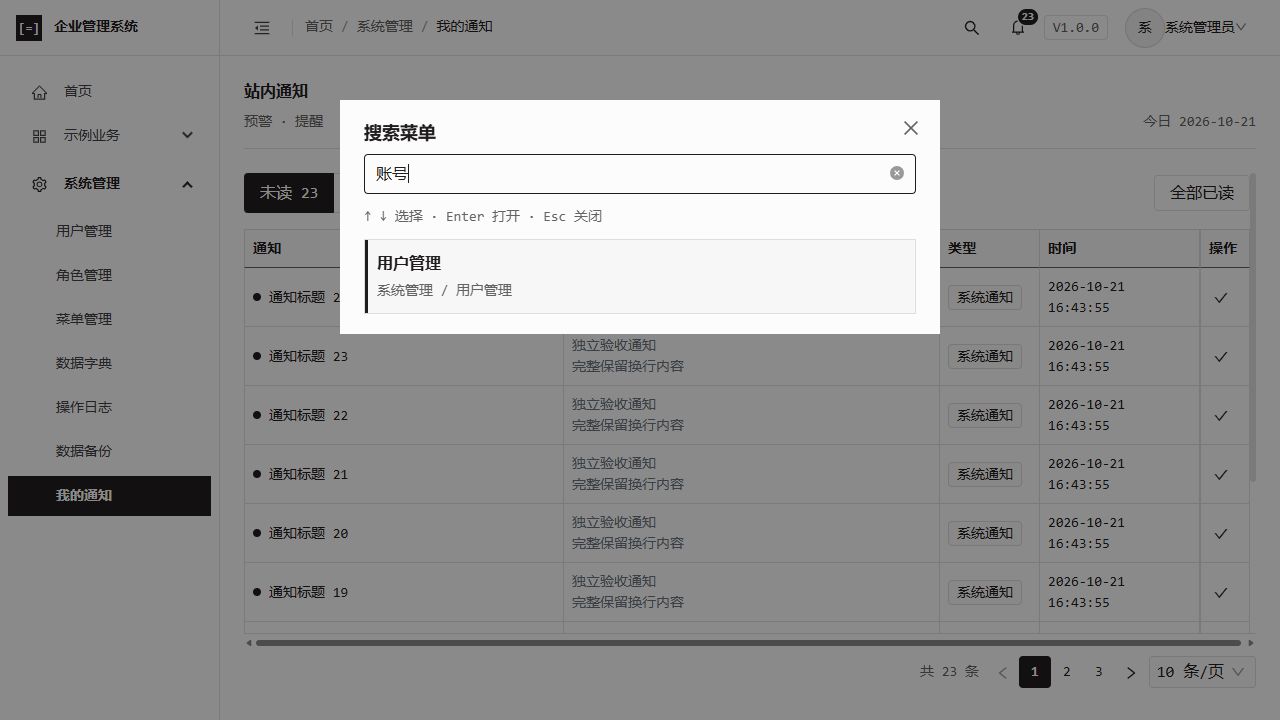 [=] 企业管理系统
首页 / 系统管理 / 我的通知
23
V1.0.0
系 系统管理员
首页
示例业务
系统管理
用户管理
角色管理
菜单管理
数据字典
操作日志
数据备份
我的通知
站内通知
预警 · 提醒
今日 2026-10-21
未读 23
全部已读
搜索菜单
账号
↑ ↓ 选择 · Enter 打开 · Esc 关闭
用户管理
系统管理 / 用户管理
通知 类型 时间 操作
通知标题 系统通知 2026-10-21
16:43:55
通知标题 23 独立验收通知 系统通知 2026-10-21
完整保留换行内容 16:43:55
通知标题 22 独立验收通知 系统通知 2026-10-21
完整保留换行内容 16:43:55
通知标题 21 独立验收通知 系统通知 2026-10-21
完整保留换行内容 16:43:55
通知标题 20 独立验收通知 系统通知 2026-10-21
完整保留换行内容 16:43:55
通知标题 19 独立验收通知 系统通知 2026-10-21
完整保留换行内容 16:43:55
共 23 条 1 2 3 10 条/页